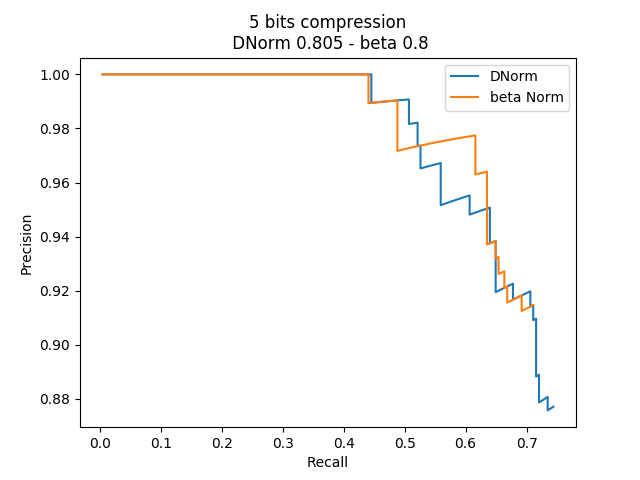 5 bits compression
DNorm 0.805 - beta 0.8
DNorm
beta Norm
1.00
0.98
0.96
0.94
0.92
0.90
0.88
Precision
0.0 0.1 0.2 0.3 0.4 0.5 0.6 0.7
Recall